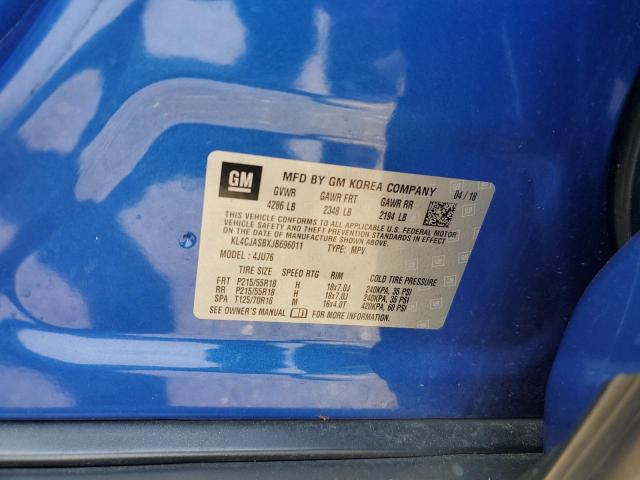 GM MFD BY GM KOREA COMPANY 04 / 18
GVWR GAWR FRT GAWR RR
4286 LB 2348 LB 2194 LB
THIS VEHICLE CONFORMS TO ALL APPLICABLE U.S. FEDERAL MOTOR
VEHICLE SAFETY, BUMPER, AND THEFT PREVENTION STANDARDS IN
EFFECT ON THE DATE OF MANUFACTURE SHOWN ABOVE.
KL4CJASBXJB696011 TYPE: MPV
MODEL : 4JU76
TIRE SIZE SPEED RTG RIM COLD TIRE PRESSURE
FRT P215/55R18 H 18x7.0J 240KPA, 35 PSI
RR P215/55R18 H 18x7.0J 240KPA, 35 PSI
SPA T125/70R16 M 16x4.0T 420KPA, 60 PSI
SEE OWNER'S MANUAL FOR MORE INFORMATION.